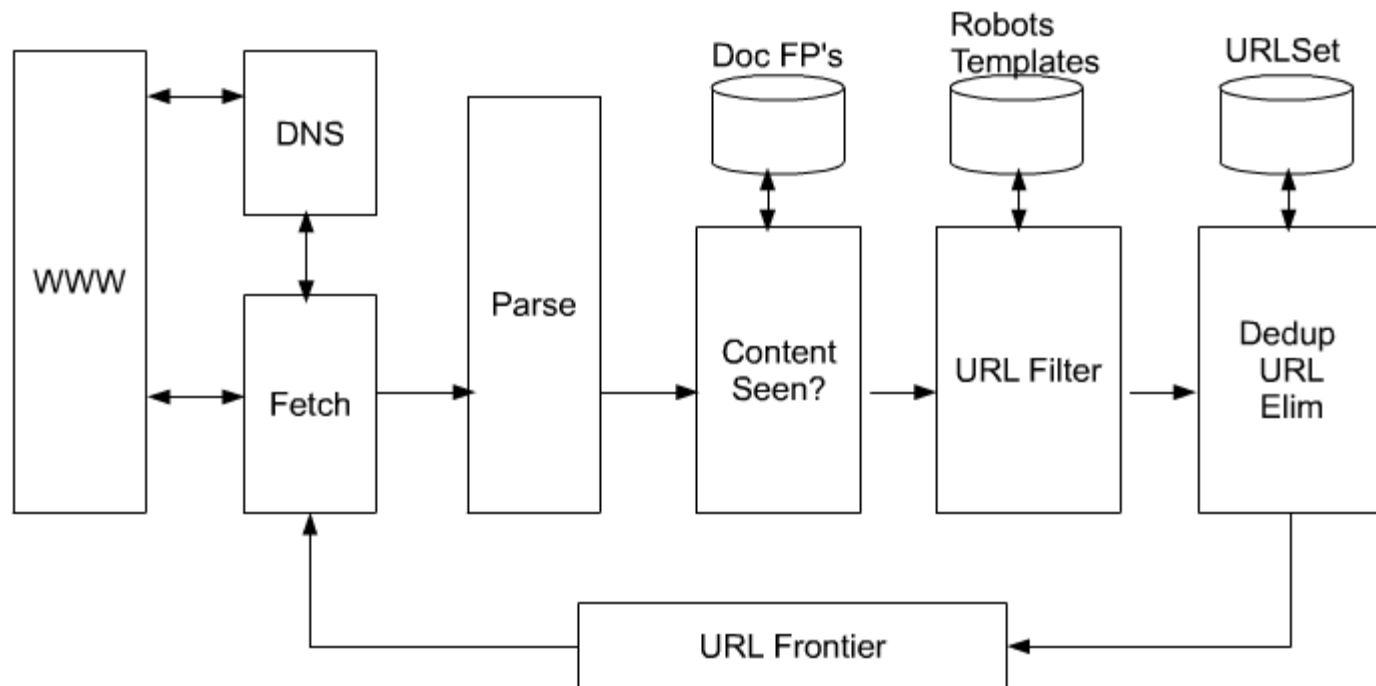 Doc FP's
Robots
Templates
URLSet
DNS
WWW
Parse
Fetch
Content
Seen?
URL Filter
Dedup
URL
Elim
URL Frontier